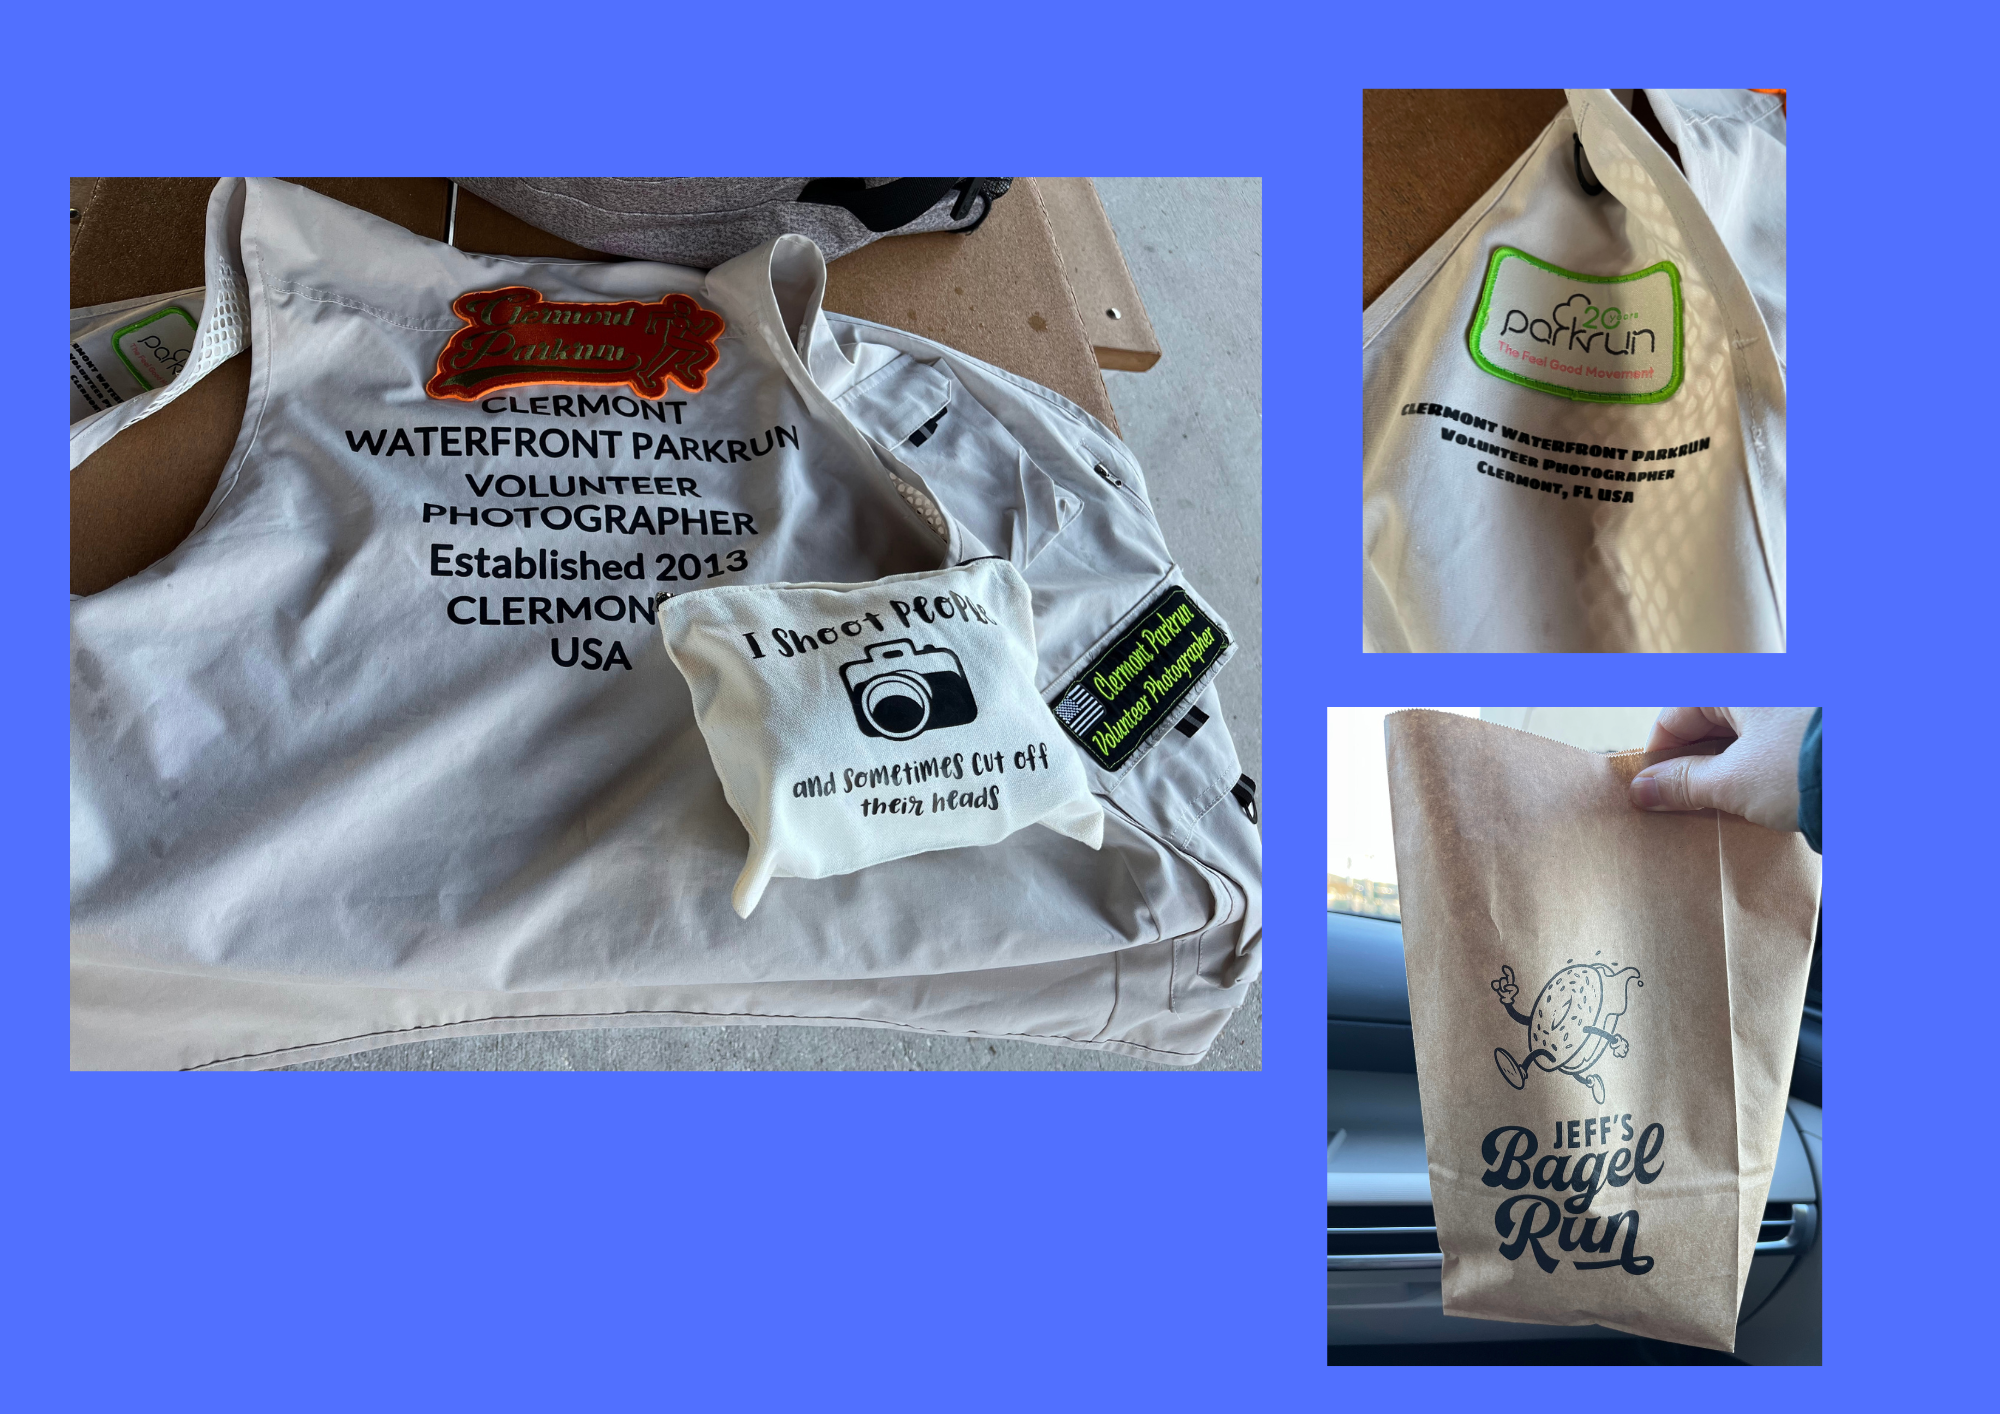 Clermont
Parkrun
CLERMONT
WATERFRONT PARKRUN
VOLUNTEER
PHOTOGRAPHER
Established 2013
CLERMON
USA
I Shoot PEOPLE
and sometimes cut off
their heads
Clermont Parkrun
Volunteer Photographer
20 years
parkrun
The Feel Good Movement
CLERMONT WATERFRONT PARKRUN
VOLUNTEER PHOTOGRAPHER
CLERMONT, FL USA
JEFF'S
Bagel
Run